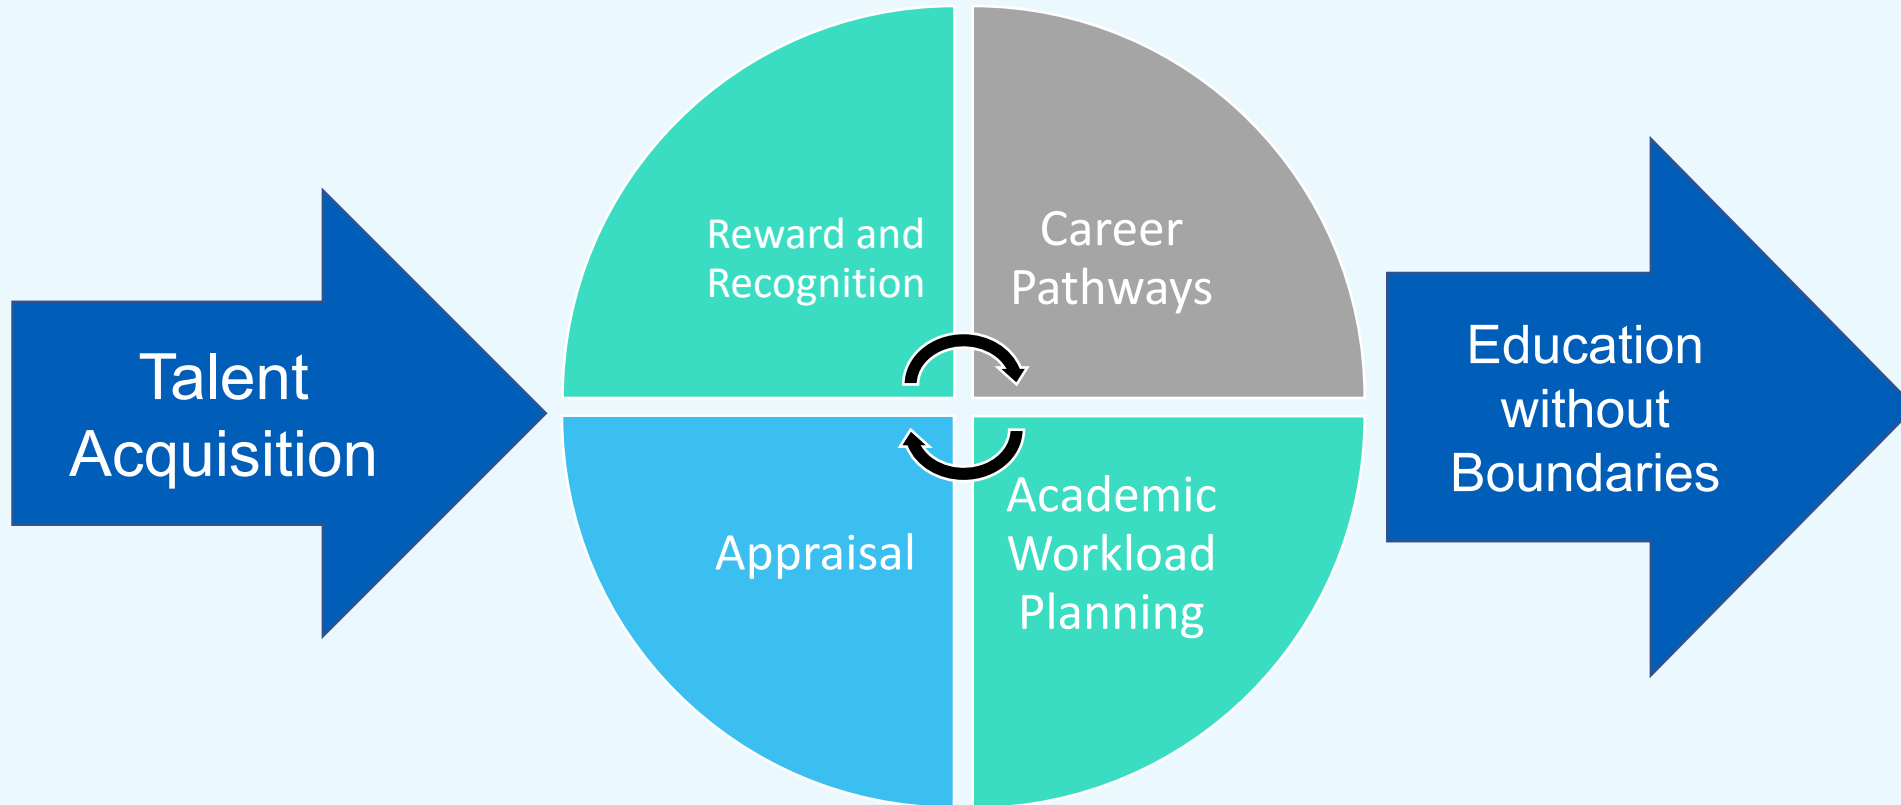 Talent
Acquisition
Reward and
Recognition
Career
Pathways
Appraisal
Academic
Workload
Planning
Education
without
Boundaries